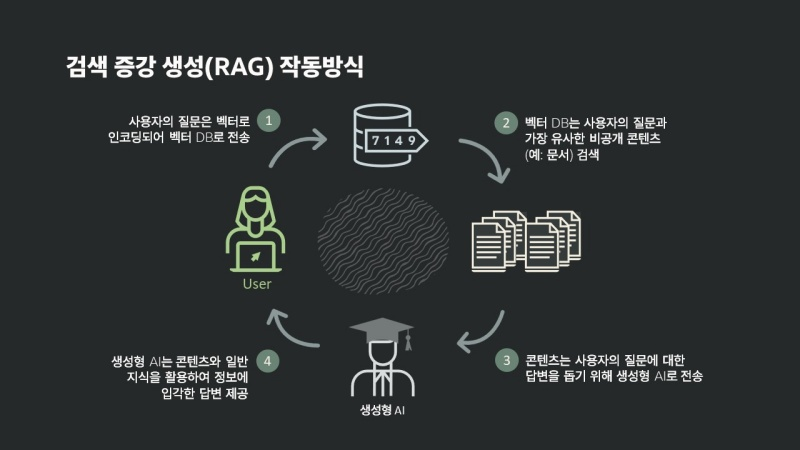 검색 증강 생성(RAG) 작동방식
1
사용자의 질문은 벡터로
인코딩되어 벡터 DB로 전송
7 1 4 9
2
벡터 DB는 사용자의 질문과
가장 유사한 비공개 콘텐츠
(예: 문서) 검색
User
3
콘텐츠는 사용자의 질문에 대한
답변을 돕기 위해 생성형 AI로 전송
생성형 AI
4
생성형 AI는 콘텐츠와 일반
지식을 활용하여 정보에
입각한 답변 제공